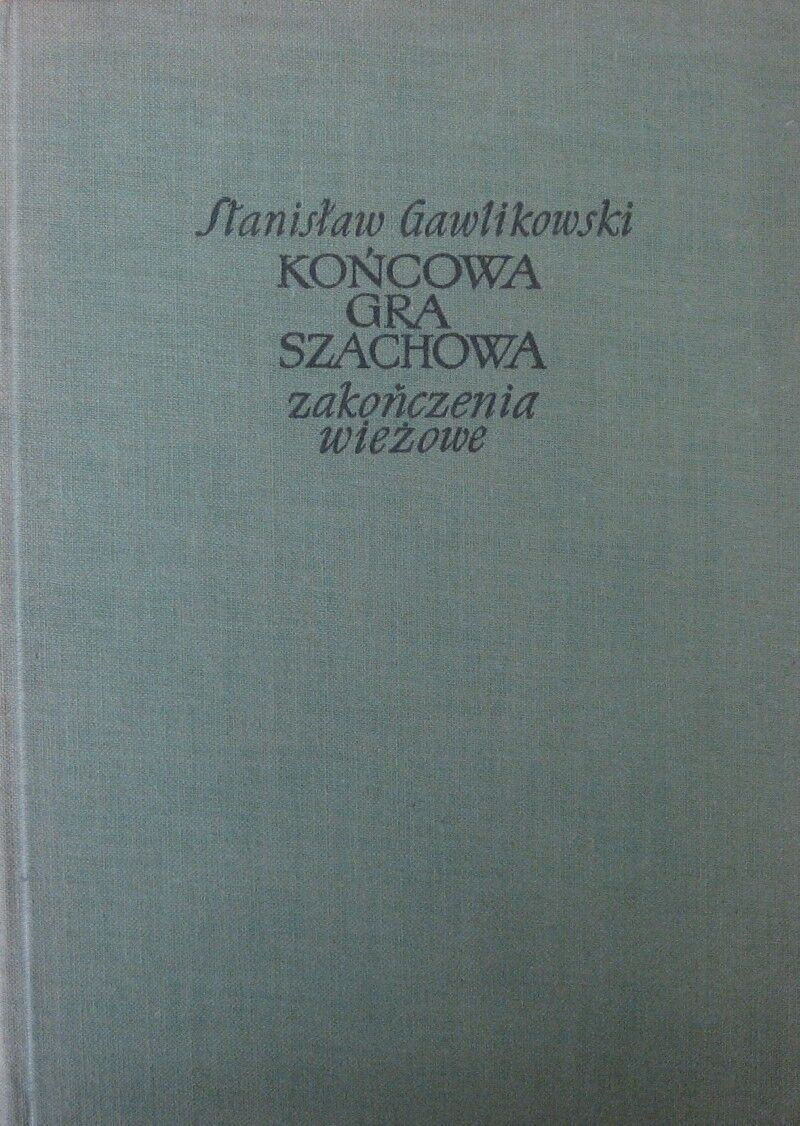 Stanisław Gawlikowski
KOŃCOWA
GRA
SZACHOWA
zakończenia
wieżowe